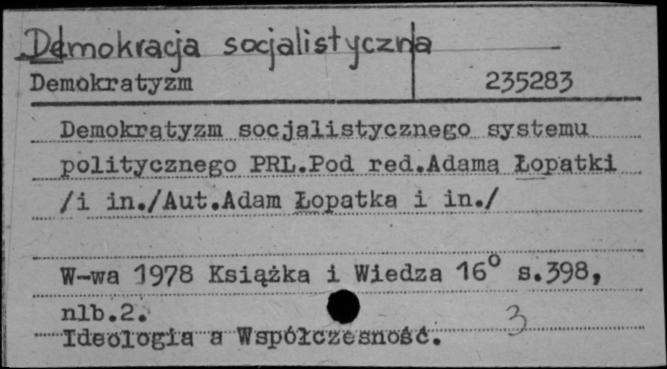 Demokracja socjalistyczna
Demokratyzm 235283
Demokratyzm socjalistycznego systemu
politycznego PRL.Pod red.Adama Łopatki
/i in./Aut.Adam Łopatka i in./
W-wa 1978 Książka i Wiedza 16° s.398,
nlb.2.
3
Ideologia a Współczesność.